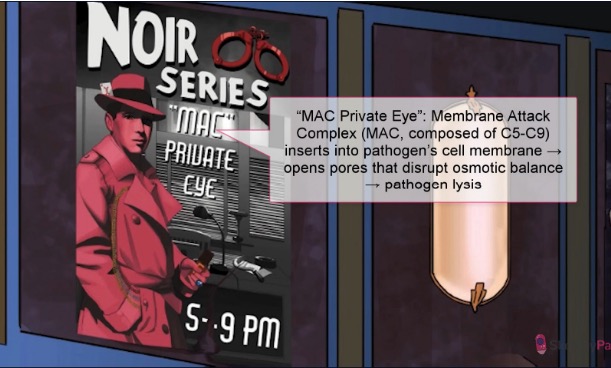 NOIR
SERIES
"MAC"
PRIVATE
EYE
5--9 PM
“MAC Private Eye”: Membrane Attack
Complex (MAC, composed of C5-C9)
inserts into pathogen’s cell membrane →
opens pores that disrupt osmotic balance
→ pathogen lysis